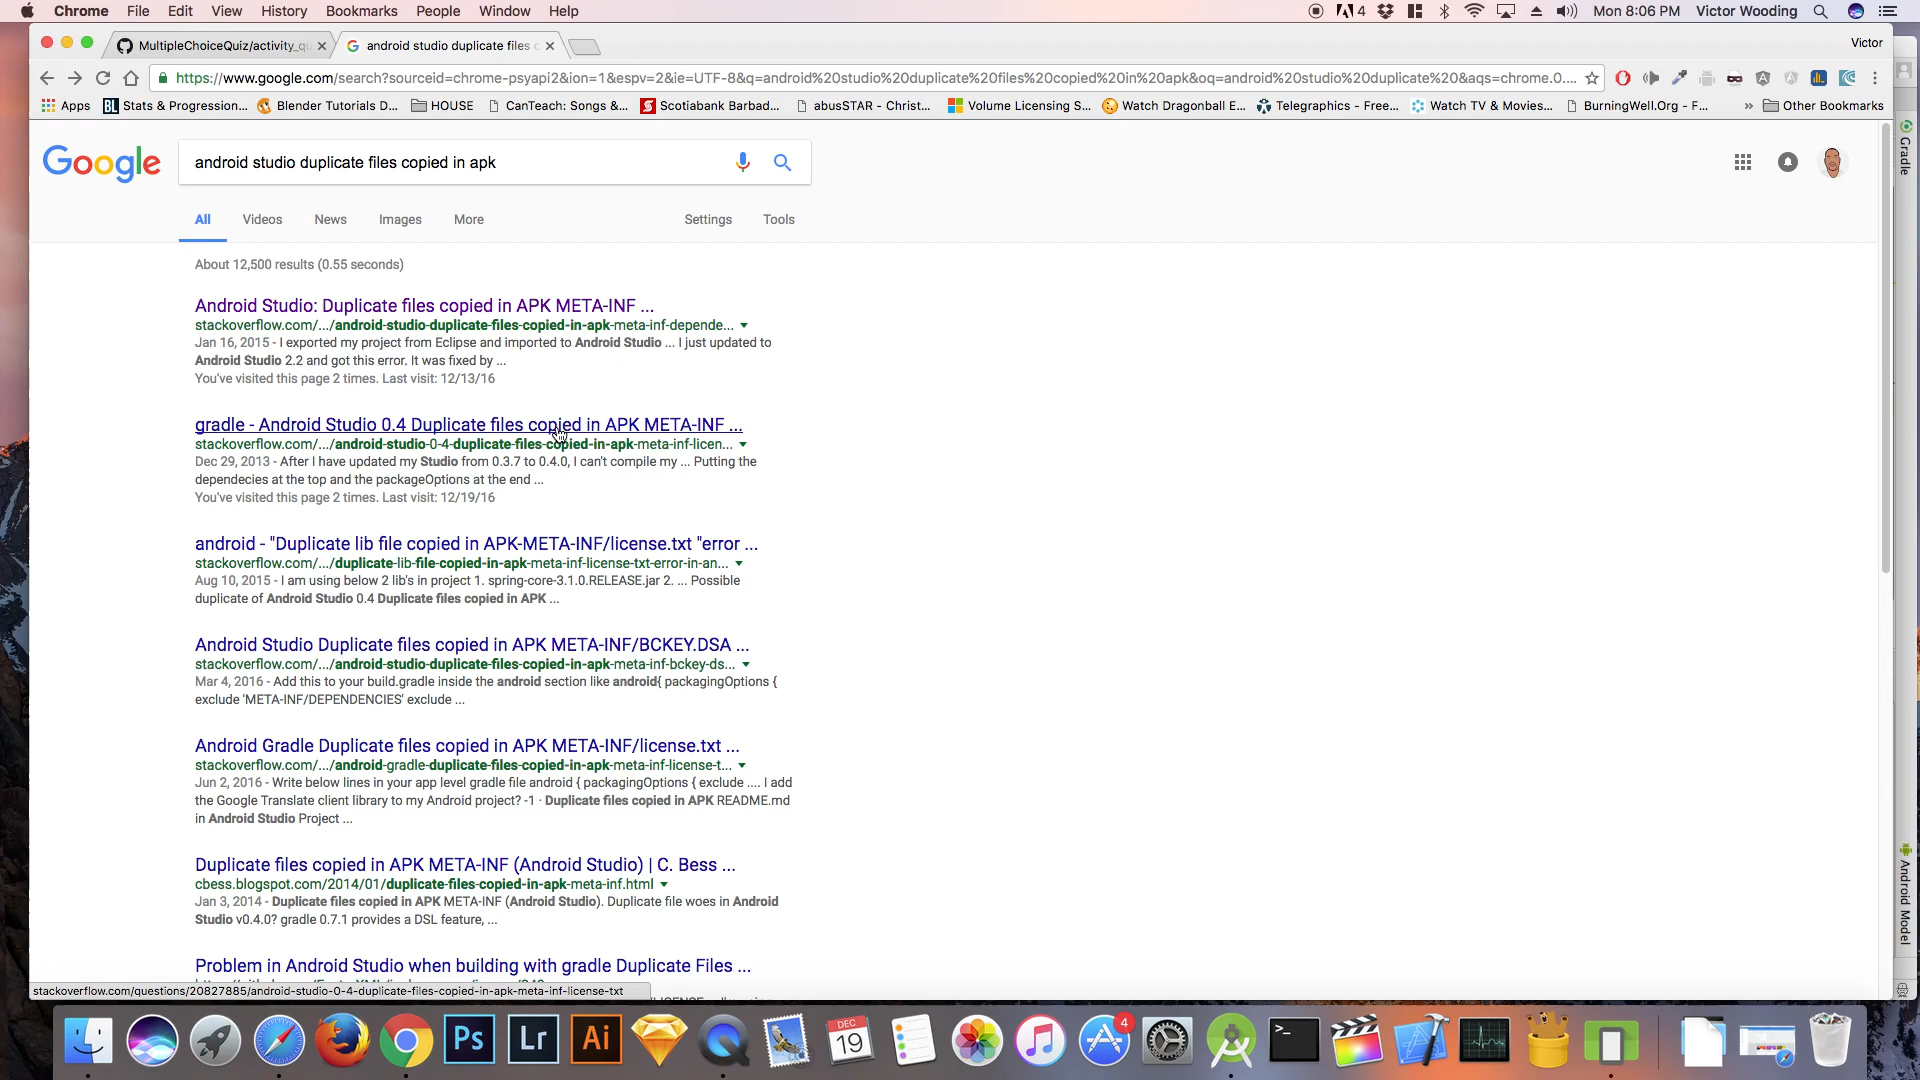 Chrome File Edit View History Bookmarks People Window Help
4 Mon 8:06 PM Victor Wooding
MultipleChoiceQuiz/activity_qu
android studio duplicate files c
Victor
https://www.google.com/search?sourceid=chrome-psyapi2&ion=1&espv=2&ie=UTF-8&q=android%20studio%20duplicate%20files%20copied%20in%20apk&oq=android%20studio%20duplicate%20&aqs=chrome.0....
Apps Stats & Progression... Blender Tutorials D... HOUSE CanTeach: Songs &... Scotiabank Barbad... abusSTAR - Christ... Volume Licensing S... Watch Dragonball E... Telegraphics - Free... Watch TV & Movies... BurningWell.Org - F... » Other Bookmarks
Gradle
Google
android studio duplicate files copied in apk
All Videos News Images More Settings Tools
About 12,500 results (0.55 seconds)
Android Studio: Duplicate files copied in APK META-INF ...
stackoverflow.com/.../android-studio-duplicate-files-copied-in-apk-meta-inf-depende...
Jan 16, 2015 - I exported my project from Eclipse and imported to Android Studio ... I just updated to
Android Studio 2.2 and got this error. It was fixed by ...
You've visited this page 2 times. Last visit: 12/13/16
gradle - Android Studio 0.4 Duplicate files copied in APK META-INF ...
stackoverflow.com/.../android-studio-0-4-duplicate-files-copied-in-apk-meta-inf-licen...
Dec 29, 2013 - After I have updated my Studio from 0.3.7 to 0.4.0, I can't compile my ... Putting the
dependecies at the top and the packageOptions at the end ...
You've visited this page 2 times. Last visit: 12/19/16
android - "Duplicate lib file copied in APK-META-INF/license.txt "error ...
stackoverflow.com/.../duplicate-lib-file-copied-in-apk-meta-inf-license-txt-error-in-an...
Aug 10, 2015 - I am using below 2 lib's in project 1. spring-core-3.1.0.RELEASE.jar 2. ... Possible
duplicate of Android Studio 0.4 Duplicate files copied in APK ...
Android Studio Duplicate files copied in APK META-INF/BCKEY.DSA ...
stackoverflow.com/.../android-studio-duplicate-files-copied-in-apk-meta-inf-bckey-ds...
Mar 4, 2016 - Add this to your build.gradle inside the android section like android{ packagingOptions {
exclude 'META-INF/DEPENDENCIES' exclude ...
Android Gradle Duplicate files copied in APK META-INF/license.txt ...
stackoverflow.com/.../android-gradle-duplicate-files-copied-in-apk-meta-inf-license-t...
Jun 2, 2016 - Write below lines in your app level gradle file android { packagingOptions { exclude .... I add
the Google Translate client library to my Android project? -1 · Duplicate files copied in APK README.md
in Android Studio Project ...
Duplicate files copied in APK META-INF (Android Studio) | C. Bess ...
cbess.blogspot.com/2014/01/duplicate-files-copied-in-apk-meta-inf.html
Jan 3, 2014 - Duplicate files copied in APK META-INF (Android Studio). Duplicate file woes in Android
Studio v0.4.0? gradle 0.7.1 provides a DSL feature, ...
Android Model
Problem in Android Studio when building with gradle Duplicate Files ...
stackoverflow.com/questions/20827885/android-studio-0-4-duplicate-files-copied-in-apk-meta-inf-license-txt
Ps Lr Ai DEC 19 4